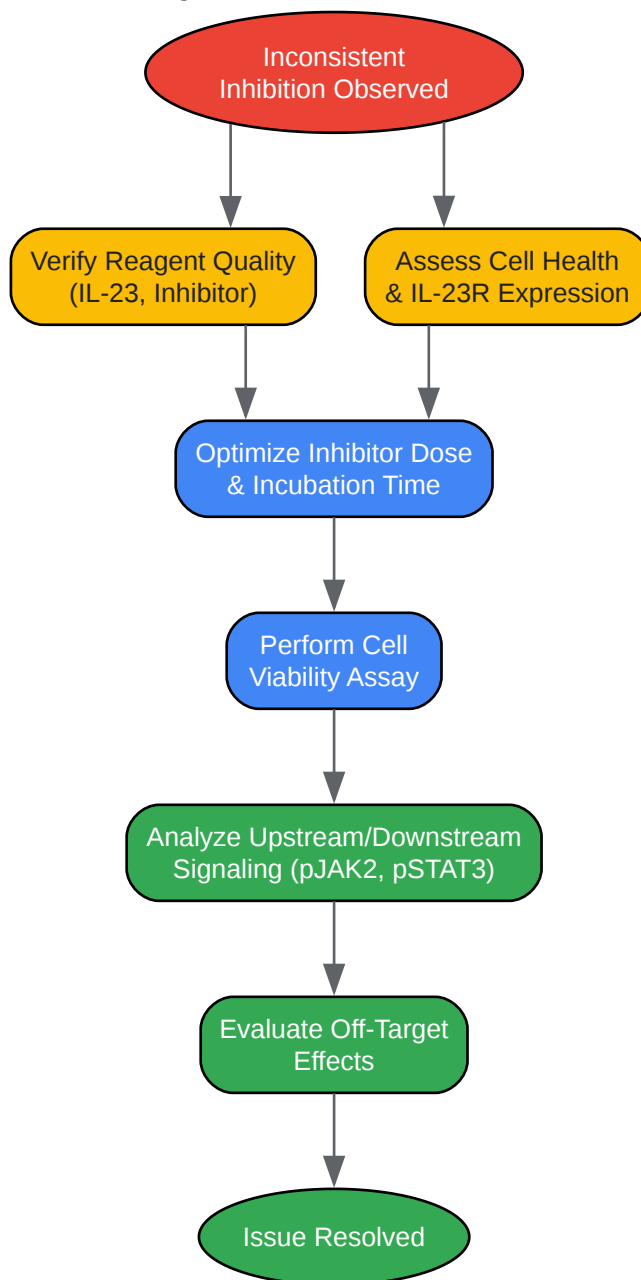 Inconsistent
Inhibition Observed
Verify Reagent Quality
(IL-23, Inhibitor)
Assess Cell Health
& IL-23R Expression
Optimize Inhibitor Dose
& Incubation Time
Perform Cell
Viability Assay
Analyze Upstream/Downstream
Signaling (pJAK2, pSTAT3)
Evaluate Off-Target
Effects
Issue Resolved